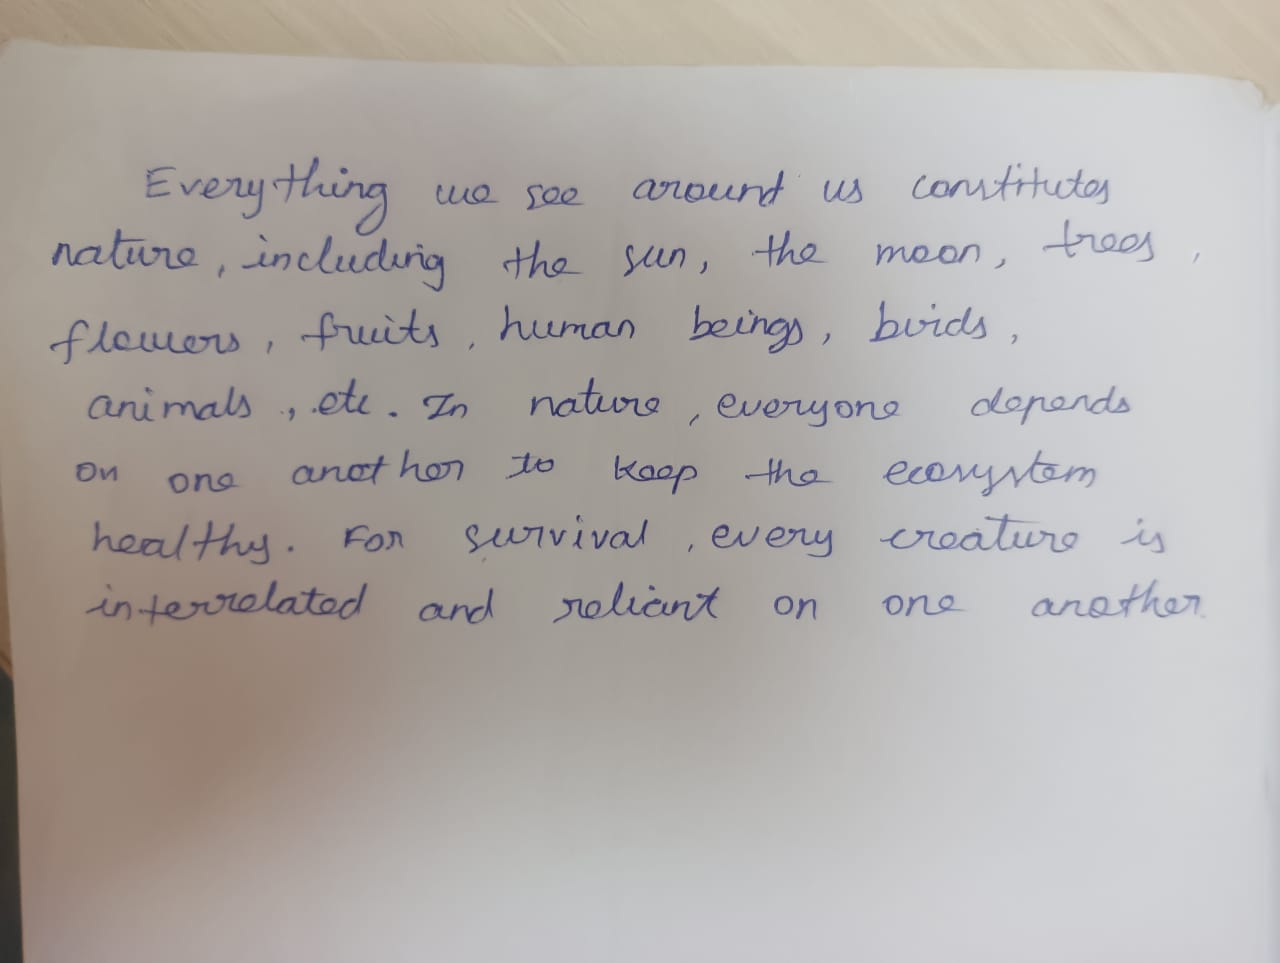 Everything we see around us constitutes
nature, including the sun, the moon, trees,
flowers, fruits, human beings, birds,
animals., etc. In nature, everyone depends
on one another to keep the ecosystem
healthy. For survival, every creature is
interrelated and reliant on one another.